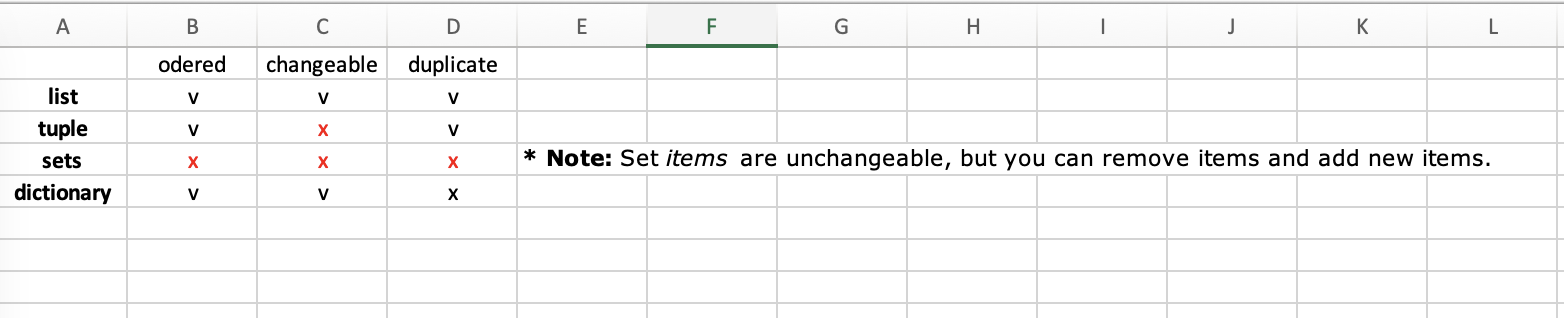 A B C D E F G H I J K L
odered changeable duplicate
list v v v
tuple v x v
sets x x x * Note: Set items are unchangeable, but you can remove items and add new items.
dictionary v v x